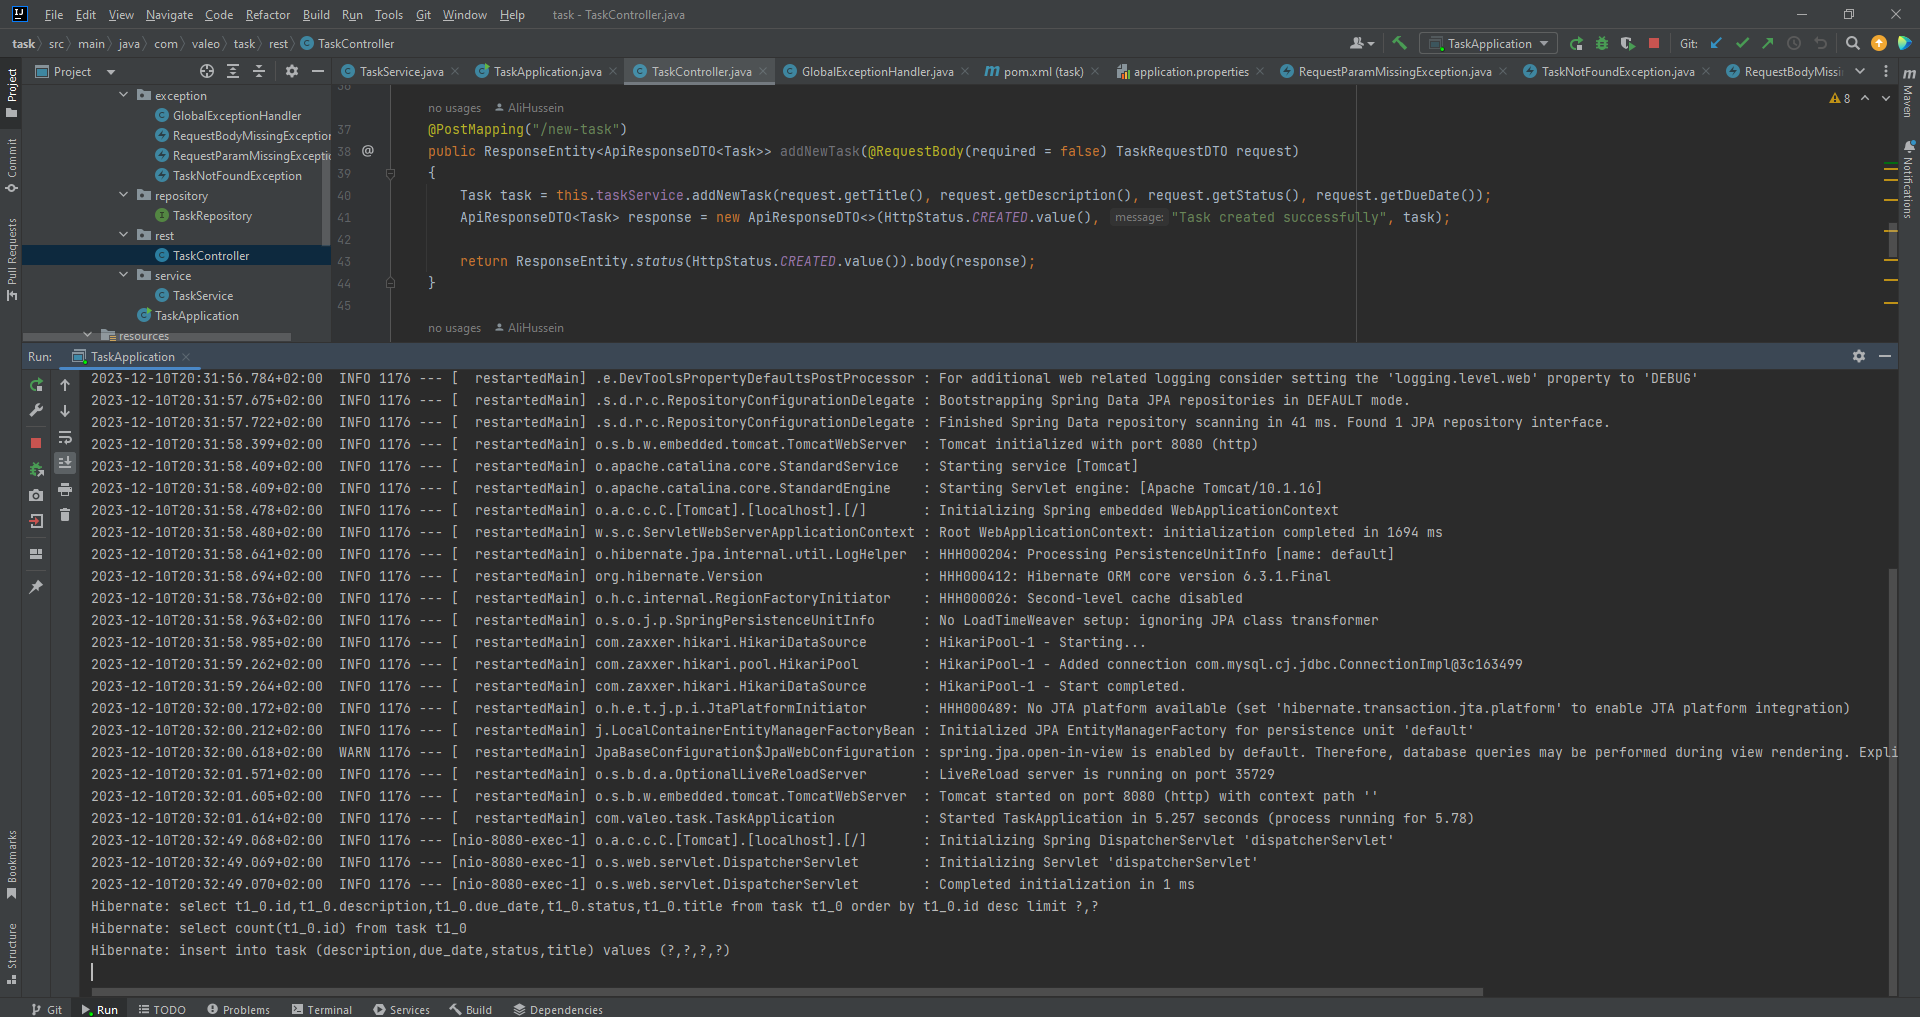 File Edit View Navigate Code Refactor Build Run Tools Git Window Help task - TaskController.java
task src main java com valeo task rest TaskController
TaskApplication Git:
Project
TaskService.java TaskApplication.java TaskController.java GlobalExceptionHandler.java pom.xml (task) application.properties RequestParamMissingException.java TaskNotFoundException.java RequestBodyMissi
Project
Commit
Pull Requests
Bookmarks
Structure
Maven
Notifications
exception
GlobalExceptionHandler
RequestBodyMissingException
RequestParamMissingExceptio
TaskNotFoundException
repository
TaskRepository
rest
TaskController
service
TaskService
TaskApplication
resources
36
no usages AliHussein
8
37 @PostMapping("/new-task")
38 @ public ResponseEntity<ApiResponseDTO<Task>> addNewTask(@RequestBody(required = false) TaskRequestDTO request)
39 {
40 Task task = this.taskService.addNewTask(request.getTitle(), request.getDescription(), request.getStatus(), request.getDueDate());
41 ApiResponseDTO<Task> response = new ApiResponseDTO<>(HttpStatus.CREATED.value(), message: "Task created successfully", task);
42
43 return ResponseEntity.status(HttpStatus.CREATED.value()).body(response);
44 }
45
no usages AliHussein
Run: TaskApplication
2023-12-10T20:31:56.784+02:00 INFO 1176 --- [ restartedMain] .e.DevToolsPropertyDefaultsPostProcessor : For additional web related logging consider setting the 'logging.level.web' property to 'DEBUG'
2023-12-10T20:31:57.675+02:00 INFO 1176 --- [ restartedMain] .s.d.r.c.RepositoryConfigurationDelegate : Bootstrapping Spring Data JPA repositories in DEFAULT mode.
2023-12-10T20:31:57.722+02:00 INFO 1176 --- [ restartedMain] .s.d.r.c.RepositoryConfigurationDelegate : Finished Spring Data repository scanning in 41 ms. Found 1 JPA repository interface.
2023-12-10T20:31:58.399+02:00 INFO 1176 --- [ restartedMain] o.s.b.w.embedded.tomcat.TomcatWebServer : Tomcat initialized with port 8080 (http)
2023-12-10T20:31:58.409+02:00 INFO 1176 --- [ restartedMain] o.apache.catalina.core.StandardService : Starting service [Tomcat]
2023-12-10T20:31:58.409+02:00 INFO 1176 --- [ restartedMain] o.apache.catalina.core.StandardEngine : Starting Servlet engine: [Apache Tomcat/10.1.16]
2023-12-10T20:31:58.478+02:00 INFO 1176 --- [ restartedMain] o.a.c.c.C.[Tomcat].[localhost].[/] : Initializing Spring embedded WebApplicationContext
2023-12-10T20:31:58.480+02:00 INFO 1176 --- [ restartedMain] w.s.c.ServletWebServerApplicationContext : Root WebApplicationContext: initialization completed in 1694 ms
2023-12-10T20:31:58.641+02:00 INFO 1176 --- [ restartedMain] o.hibernate.jpa.internal.util.LogHelper : HHH000204: Processing PersistenceUnitInfo [name: default]
2023-12-10T20:31:58.694+02:00 INFO 1176 --- [ restartedMain] org.hibernate.Version : HHH000412: Hibernate ORM core version 6.3.1.Final
2023-12-10T20:31:58.736+02:00 INFO 1176 --- [ restartedMain] o.h.c.internal.RegionFactoryInitiator : HHH000026: Second-level cache disabled
2023-12-10T20:31:58.963+02:00 INFO 1176 --- [ restartedMain] o.s.o.j.p.SpringPersistenceUnitInfo : No LoadTimeWeaver setup: ignoring JPA class transformer
2023-12-10T20:31:58.985+02:00 INFO 1176 --- [ restartedMain] com.zaxxer.hikari.HikariDataSource : HikariPool-1 - Starting...
2023-12-10T20:31:59.262+02:00 INFO 1176 --- [ restartedMain] com.zaxxer.hikari.pool.HikariPool : HikariPool-1 - Added connection com.mysql.cj.jdbc.ConnectionImpl@3c163499
2023-12-10T20:31:59.264+02:00 INFO 1176 --- [ restartedMain] com.zaxxer.hikari.HikariDataSource : HikariPool-1 - Start completed.
2023-12-10T20:32:00.172+02:00 INFO 1176 --- [ restartedMain] o.h.e.t.j.p.i.JtaPlatformInitiator : HHH000489: No JTA platform available (set 'hibernate.transaction.jta.platform' to enable JTA platform integration)
2023-12-10T20:32:00.212+02:00 INFO 1176 --- [ restartedMain] j.LocalContainerEntityManagerFactoryBean : Initialized JPA EntityManagerFactory for persistence unit 'default'
2023-12-10T20:32:00.618+02:00 WARN 1176 --- [ restartedMain] JpaBaseConfiguration$JpaWebConfiguration : spring.jpa.open-in-view is enabled by default. Therefore, database queries may be performed during view rendering. Expli
2023-12-10T20:32:01.571+02:00 INFO 1176 --- [ restartedMain] o.s.b.d.a.OptionalLiveReloadServer : LiveReload server is running on port 35729
2023-12-10T20:32:01.605+02:00 INFO 1176 --- [ restartedMain] o.s.b.w.embedded.tomcat.TomcatWebServer : Tomcat started on port 8080 (http) with context path ''
2023-12-10T20:32:01.614+02:00 INFO 1176 --- [ restartedMain] com.valeo.task.TaskApplication : Started TaskApplication in 5.257 seconds (process running for 5.78)
2023-12-10T20:32:49.068+02:00 INFO 1176 --- [nio-8080-exec-1] o.a.c.c.C.[Tomcat].[localhost].[/] : Initializing Spring DispatcherServlet 'dispatcherServlet'
2023-12-10T20:32:49.069+02:00 INFO 1176 --- [nio-8080-exec-1] o.s.web.servlet.DispatcherServlet : Initializing Servlet 'dispatcherServlet'
2023-12-10T20:32:49.070+02:00 INFO 1176 --- [nio-8080-exec-1] o.s.web.servlet.DispatcherServlet : Completed initialization in 1 ms
Hibernate: select t1_0.id,t1_0.description,t1_0.due_date,t1_0.status,t1_0.title from task t1_0 order by t1_0.id desc limit ?,?
Hibernate: select count(t1_0.id) from task t1_0
Hibernate: insert into task (description,due_date,status,title) values (?,?,?,?)
Git Run TODO Problems Terminal Services Build Dependencies